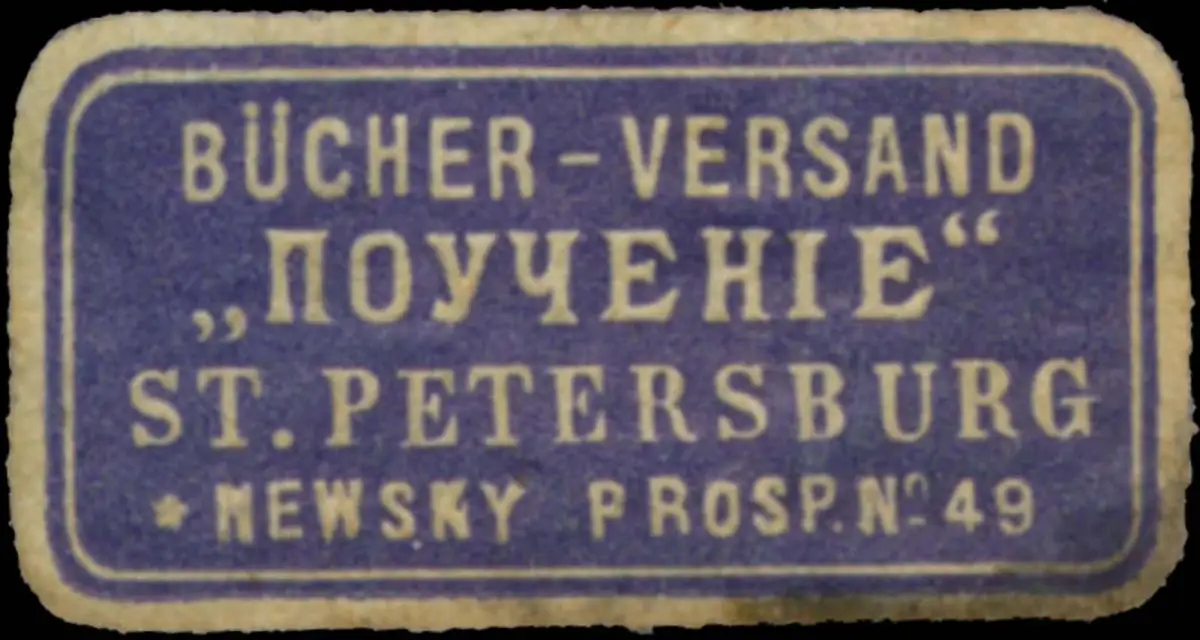 BÜCHER-VERSAND
„ПОУЧЕНІЕ“
ST. PETERSBURG
* NEWSKY PROSP. Nº 49